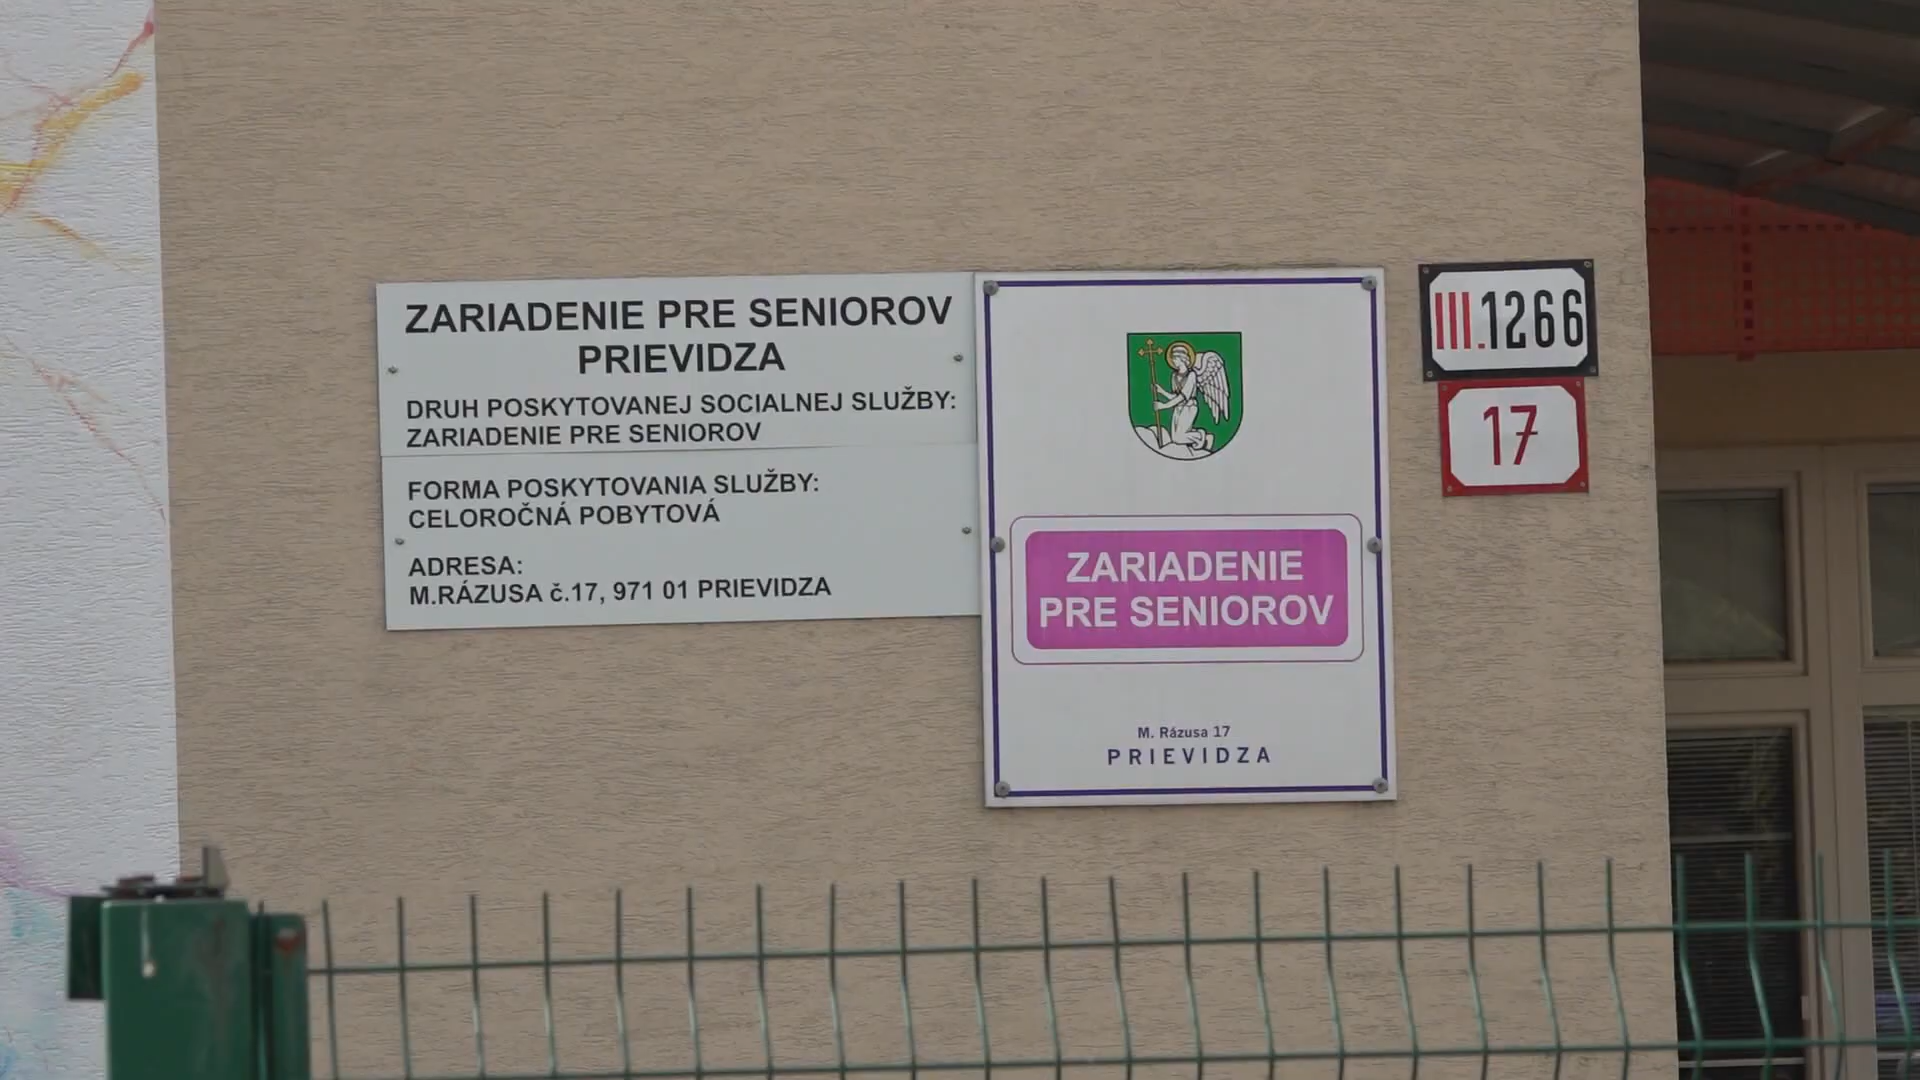 ZARIADENIE PRE SENIOROV
PRIEVIDZA
DRUH POSKYTOVANEJ SOCIALNEJ SLUŽBY:
ZARIADENIE PRE SENIOROV
FORMA POSKYTOVANIA SLUŽBY:
CELOROČNÁ POBYTOVÁ
ADRESA:
M.RÁZUSA č.17, 971 01 PRIEVIDZA
ZARIADENIE
PRE SENIOROV
M. Rázusa 17
PRIEVIDZA
III.1266
17